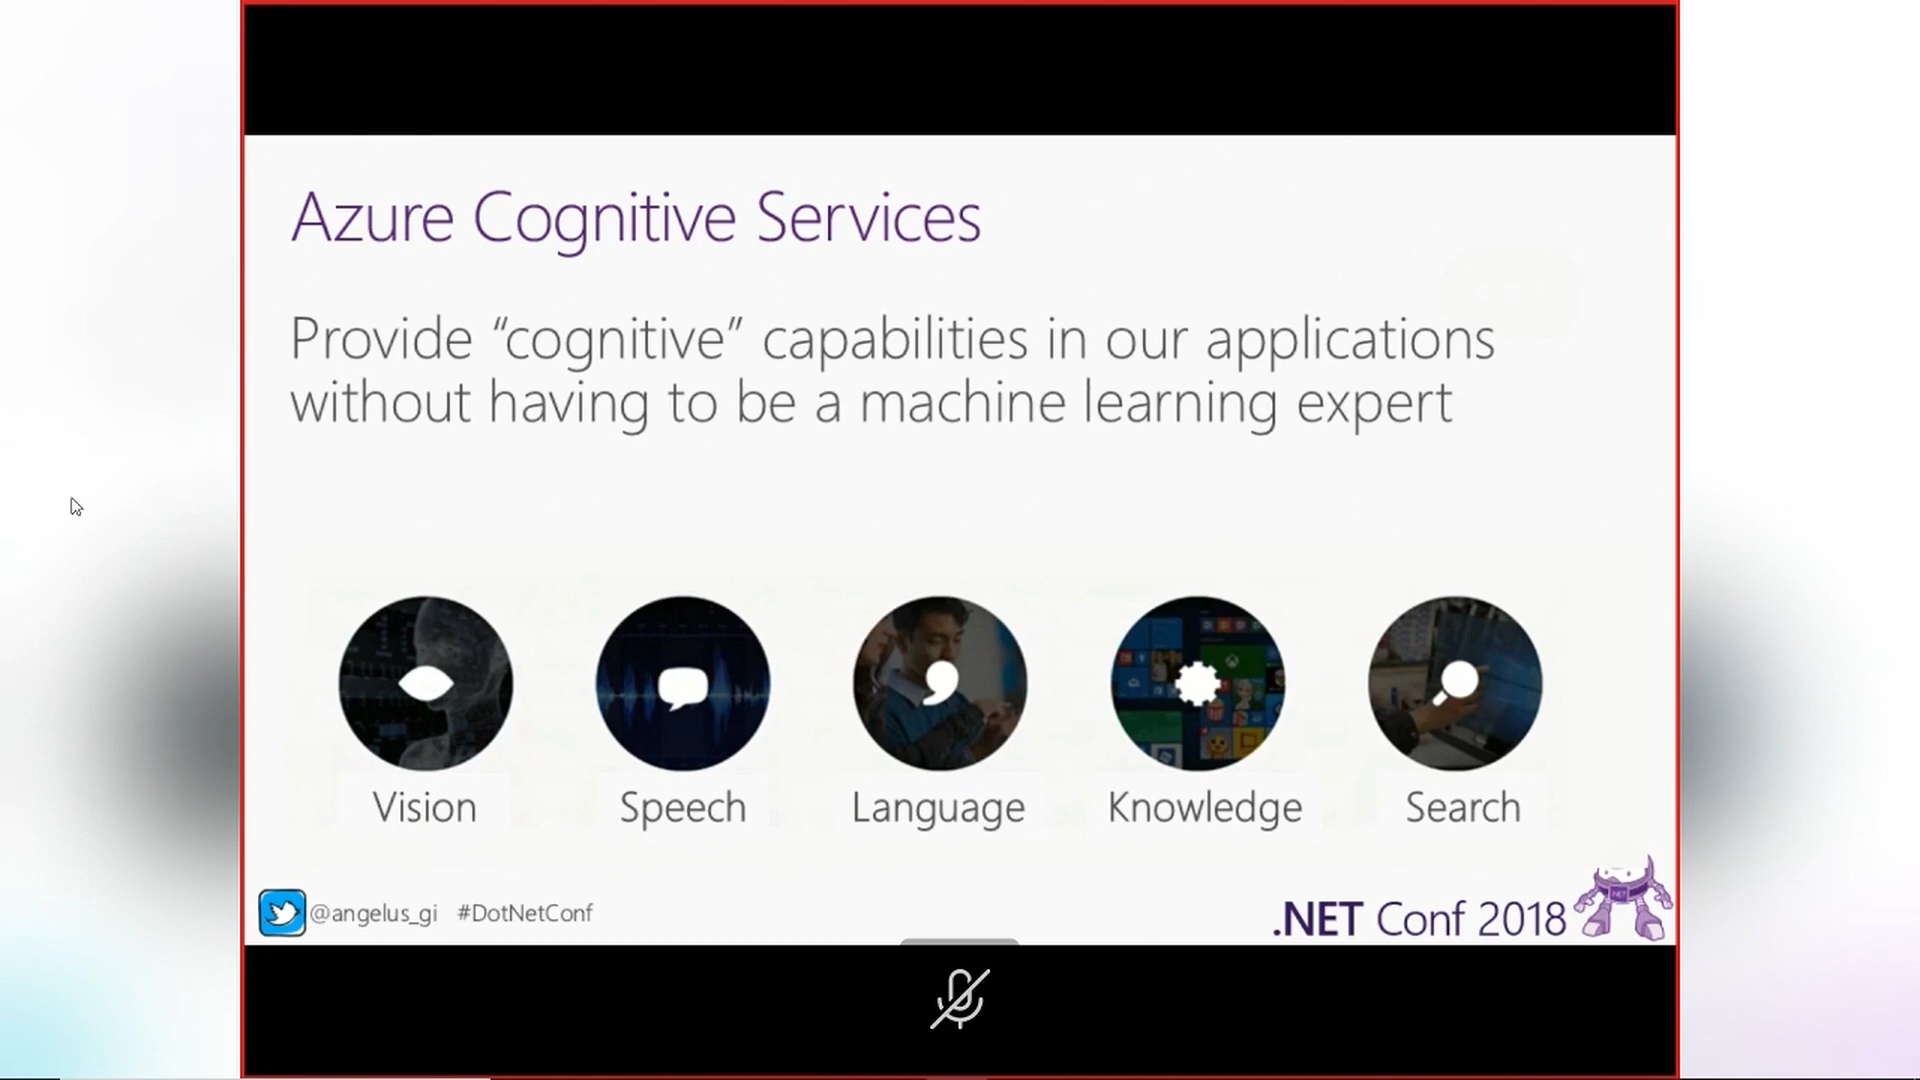 Azure Cognitive Services
Provide “cognitive” capabilities in our applications
without having to be a machine learning expert
Vision
Speech
Language
Knowledge
Search
@angelus_gi #DotNetConf
.NET Conf 2018
.NET